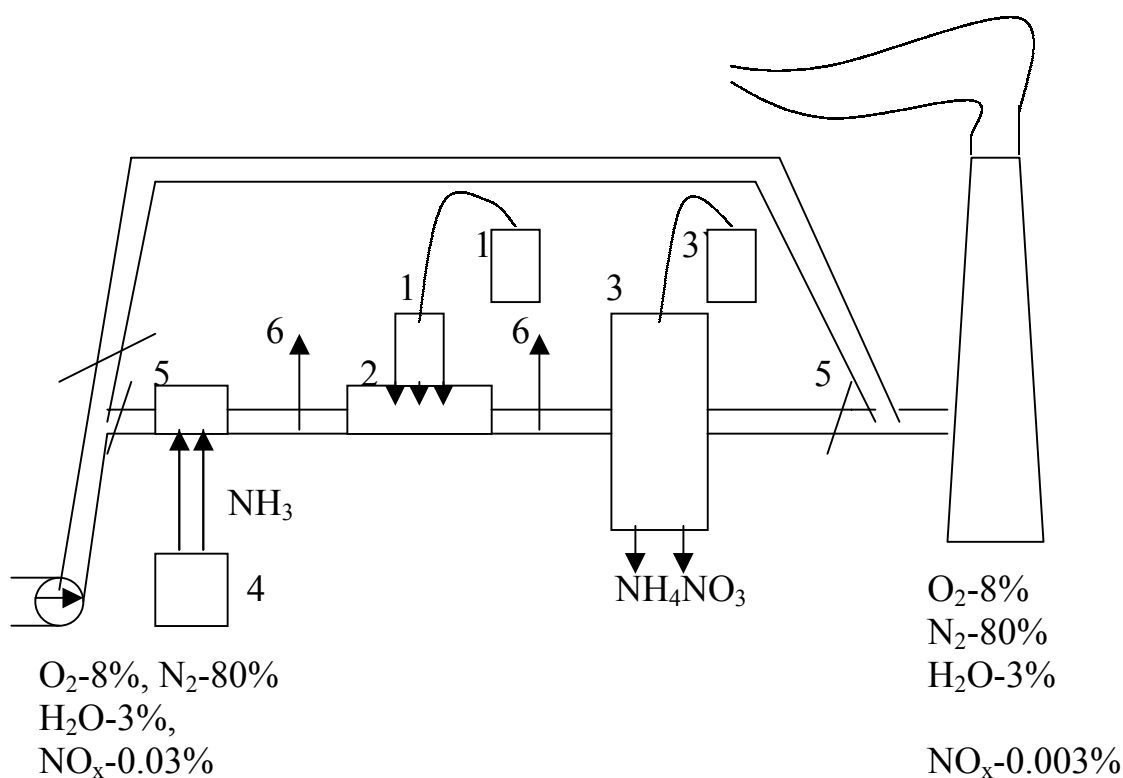 1
3`
1
3
6
6
5
2
5
NH₃
4
NH₄NO₃
O₂-8%, N₂-80%
H₂O-3%,
NOₓ-0.03%
O₂-8%
N₂-80%
H₂O-3%
NOₓ-0.003%